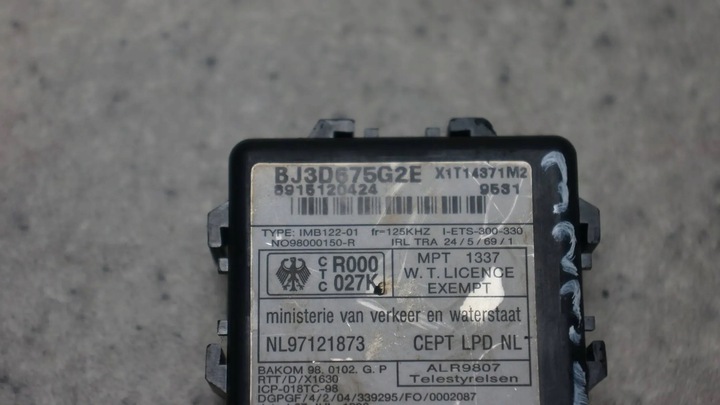 BJ3D675G2E X1T14371M2
8915120424 9531
TYPE: IMB122-01 fr=125KHZ I-ETS-300-330
NO98000150-R IRL TRA 24/5/69/1
CTC R000 027K
MPT 1337
W. T. LICENCE
EXEMPT
ministerie van verkeer en waterstaat
NL97121873 CEPT LPD NL
BAKOM 98. 0102. G. P
RTT/D/X1630
ICP-018TC-98
DGPGF/4/2/04/339295/FO/0002087
ALR9807
Telestyrelsen